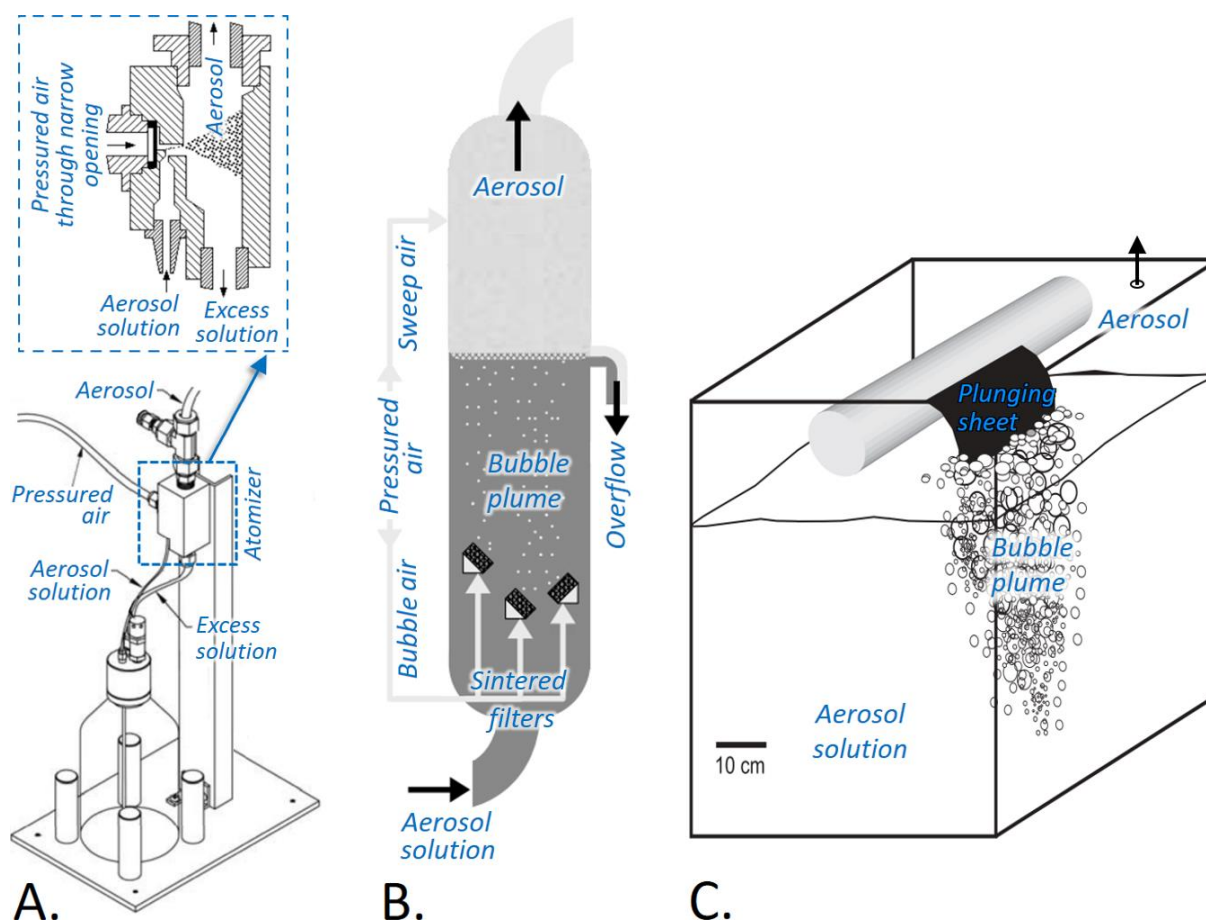 Pressured air
through narrow
opening
Aerosol
Aerosol
solution
Excess
solution
Aerosol
Pressured
air
Atomizer
Aerosol
solution
Excess
solution
A.
Aerosol
Sweep air
Pressured
air
Bubble air
Bubble
plume
Overflow
Sintered
filters
Aerosol
solution
B.
Aerosol
Plunging
sheet
Bubble
plume
Aerosol
solution
10 cm
C.